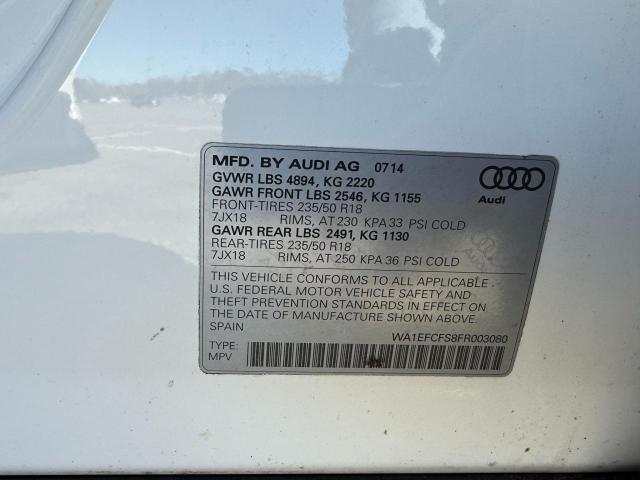 MFD. BY AUDI AG 0714
GVWR LBS 4894, KG 2220
GAWR FRONT LBS 2546, KG 1155
FRONT-TIRES 235/50 R18
7JX18 RIMS, AT 230 KPA 33 PSI COLD
GAWR REAR LBS 2491, KG 1130
REAR-TIRES 235/50 R18
7JX18 RIMS, AT 250 KPA 36 PSI COLD
Audi
THIS VEHICLE CONFORMS TO ALL APPLICABLE
U.S. FEDERAL MOTOR VEHICLE SAFETY AND
THEFT PREVENTION STANDARDS IN EFFECT ON
THE DATE OF MANUFACTURE SHOWN ABOVE.
SPAIN
WA1EFCFS8FR003080
TYPE:
MPV